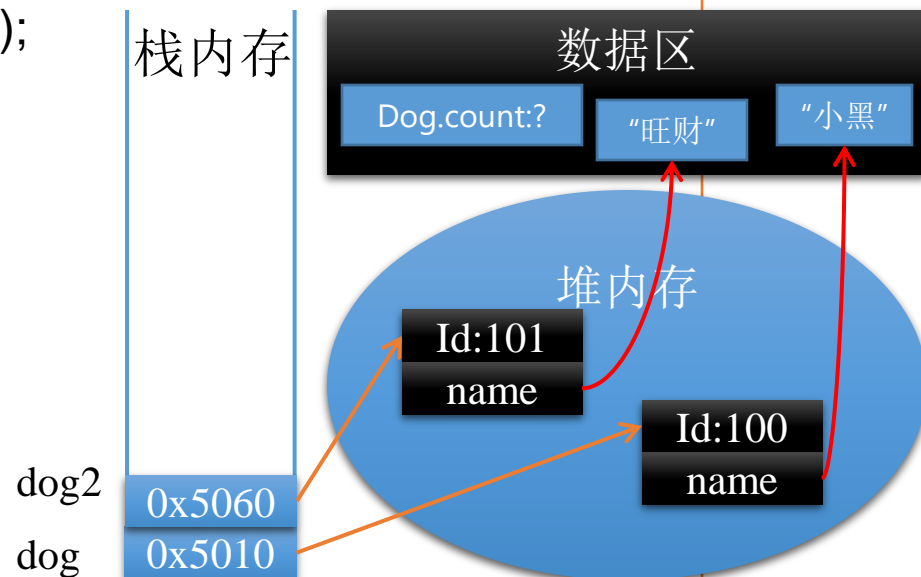 );
栈内存
数据区
Dog.count:?
“旺财”
“小黑”
堆内存
Id:101
name
Id:100
name
dog2
0x5060
dog
0x5010